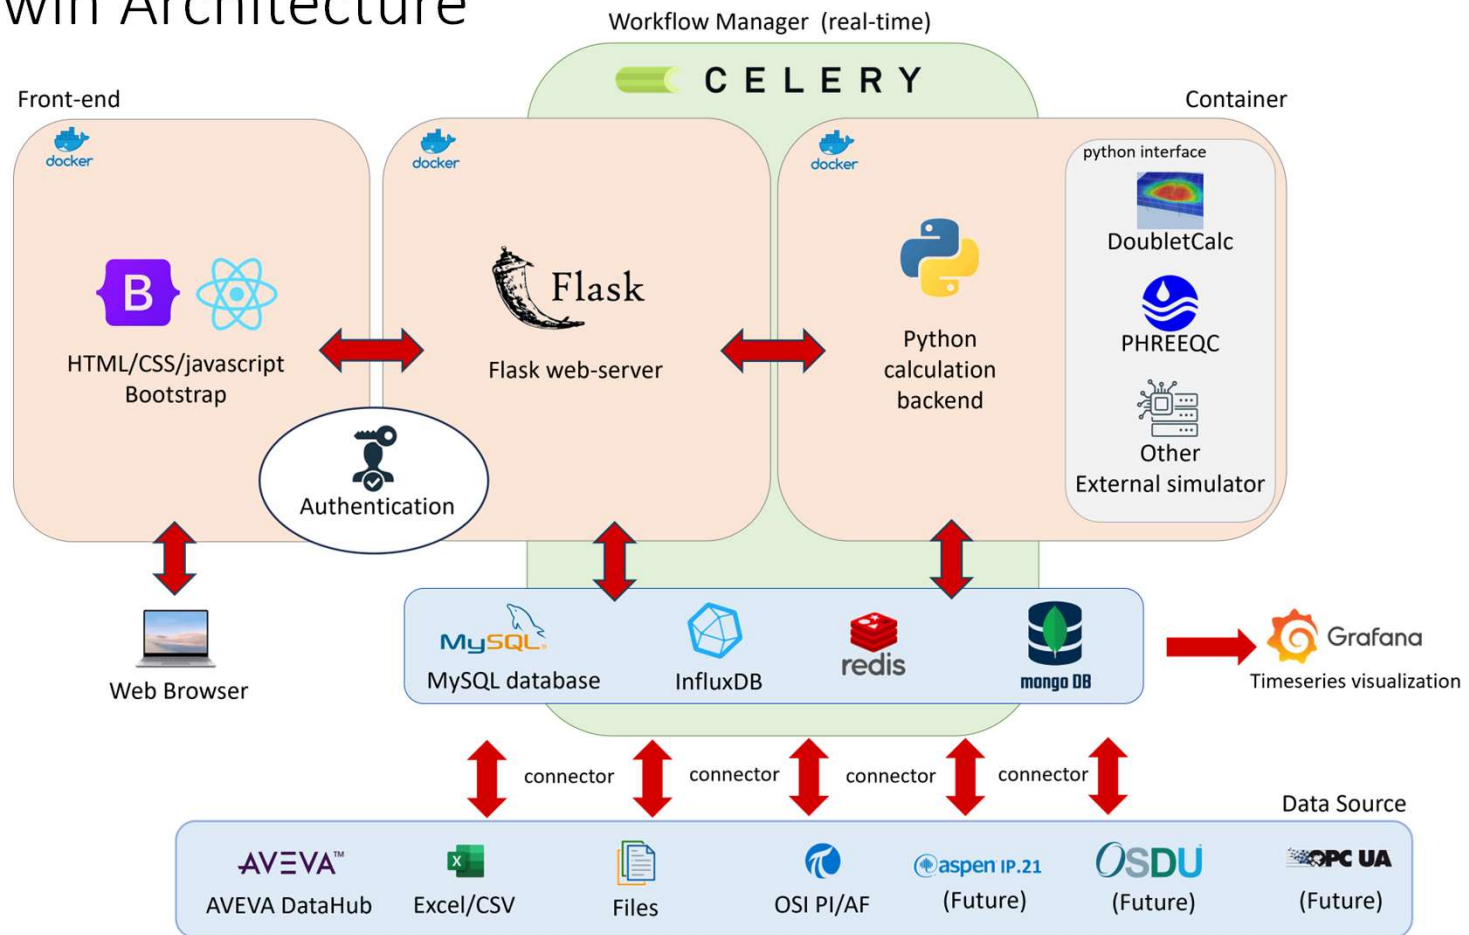 win Architecture
Workflow Manager (real-time)
CELERY
Front-end
Container
docker
docker
docker
python interface
DoubletCalc
B
Flask
HTML/CSS/javascript
Bootstrap
Flask web-server
Python
calculation
backend
PHREEQC
Other
External simulator
Authentication
Web Browser
MySQL
MySQL database
InfluxDB
redis
mongo DB
Grafana
Timeseries visualization
connector
connector
connector
connector
Data Source
AVEVA™
AVEVA DataHub
X
Excel/CSV
Files
OSI PI/AF
aspen IP.21
(Future)
OSDU
(Future)
OPC UA
(Future)